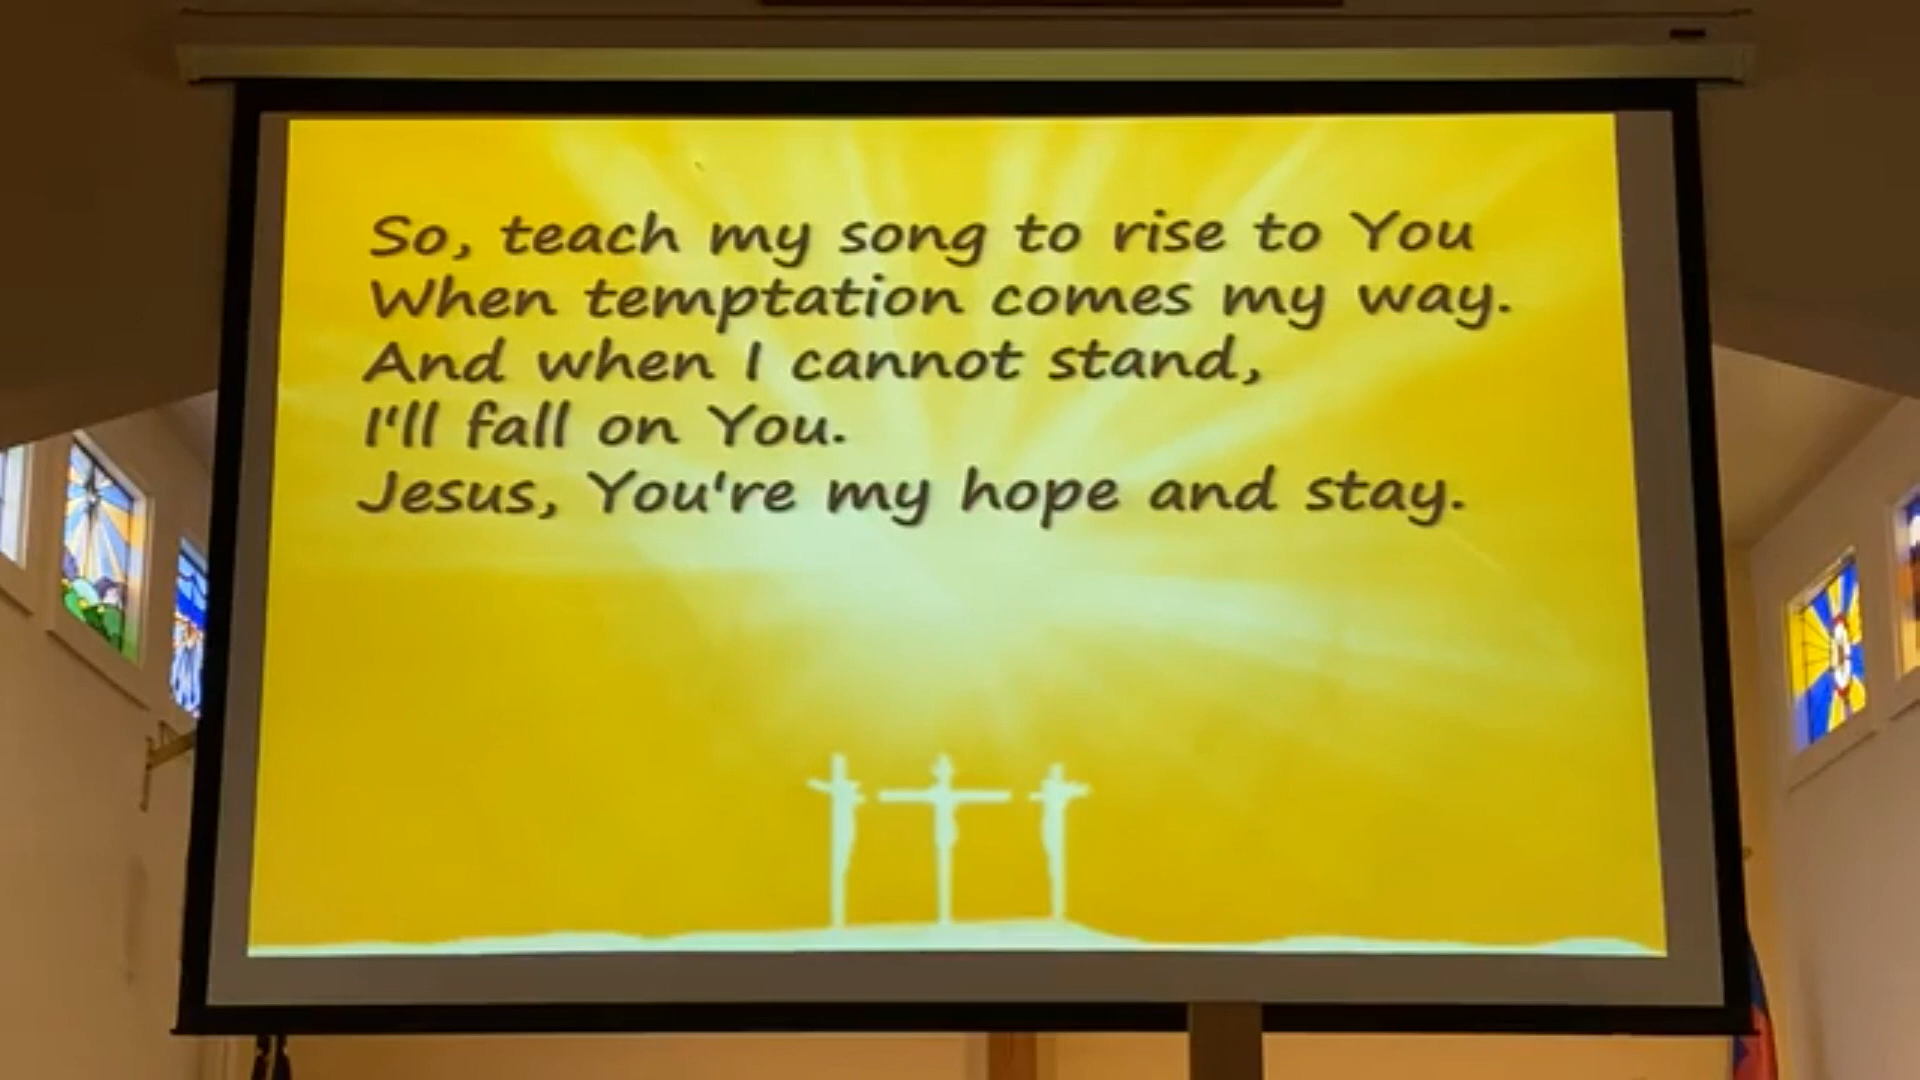 So, teach my song to rise to You
When temptation comes my way.
And when I cannot stand,
I'll fall on You.
Jesus, You're my hope and stay.